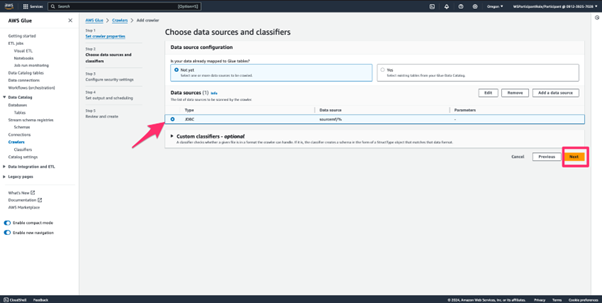 aws
Services
Search
[Option+S]
Oregon
WSParticipantRole/Participant @ 0813-3025-7508
AWS Glue
Getting started
ETL jobs
Visual ETL
Notebooks
Job run monitoring
Data Catalog tables
Data connections
Workflows (orchestration)
Data Catalog
Databases
Tables
Stream schema registries
Schemas
Connections
Crawlers
Classifiers
Catalog settings
Data Integration and ETL
Legacy pages
What's New
Documentation
AWS Marketplace
Enable compact mode
Enable new navigation
AWS Glue
Crawlers
Add crawler
Step 1
Set crawler properties
Step 2
Choose data sources and
classifiers
Step 3
Configure security settings
Step 4
Set output and scheduling
Step 5
Review and create
Choose data sources and classifiers
Data source configuration
Is your data already mapped to Glue tables?
Not yet
Select one or more data sources to be crawled.
Yes
Select existing tables from your Glue Data Catalog.
Data sources (1) Info
The list of data sources to be scanned by the crawler.
Edit
Remove
Add a data source
Type
Data source
Parameters
JDBC
-
Custom classifiers - optional
A classifier checks whether a given file is in a format the crawler can handle. If it is, the classifier creates a schema in the form of a StructType object that matches that data format.
Cancel
Previous
Next
CloudShell
Feedback
© 2024, Amazon Web Services, Inc. or its affiliates.
Privacy
Terms
Cookie preferences